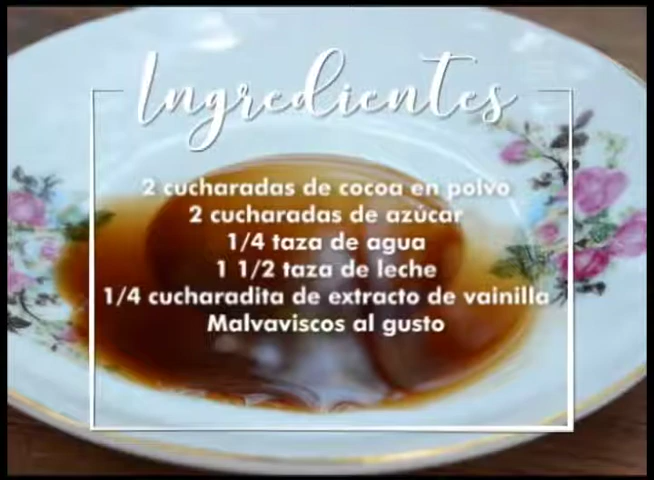 Ingredientes
2 cucharadas de cocoa en polvo
2 cucharadas de azúcar
1/4 taza de agua
1 1/2 taza de leche
1/4 cucharadita de extracto de vainilla
Malvaviscos al gusto